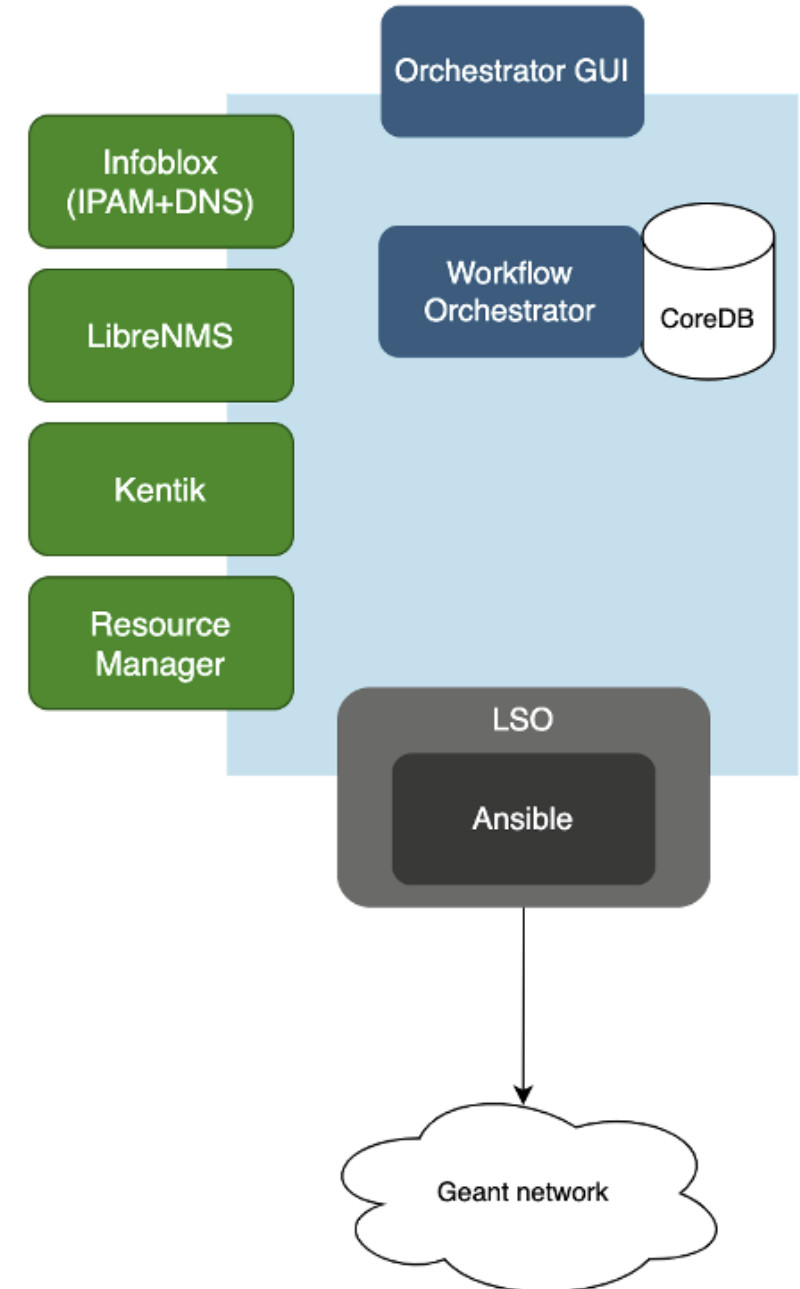 Orchestrator GUI
Infoblox
(IPAM+DNS)
Workflow
Orchestrator
CoreDB
LibreNMS
Kentik
Resource
Manager
LSO
Ansible
Geant network